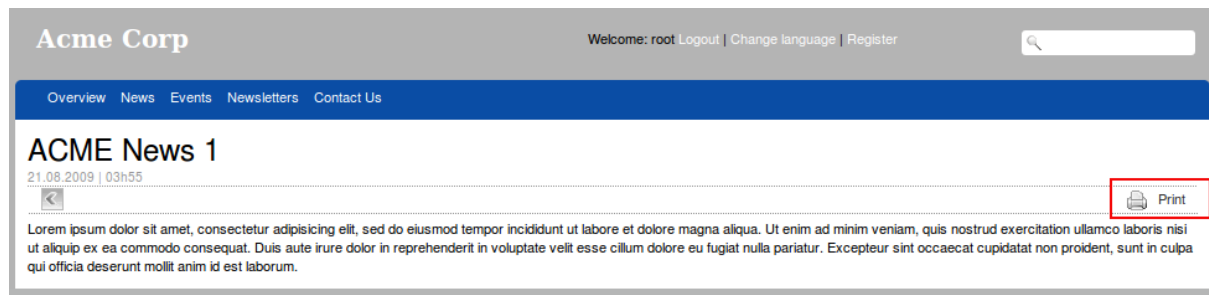 Acme Corp
Welcome: root Logout | Change language | Register
Overview News Events Newsletters Contact Us
ACME News 1
21.08.2009 | 03h55
Print
Lorem ipsum dolor sit amet, consectetur adipisicing elit, sed do eiusmod tempor incididunt ut labore et dolore magna aliqua. Ut enim ad minim veniam, quis nostrud exercitation ullamco laboris nisi
ut aliquip ex ea commodo consequat. Duis aute irure dolor in reprehenderit in voluptate velit esse cillum dolore eu fugiat nulla pariatur. Excepteur sint occaecat cupidatat non proident, sunt in culpa
qui officia deserunt mollit anim id est laborum.